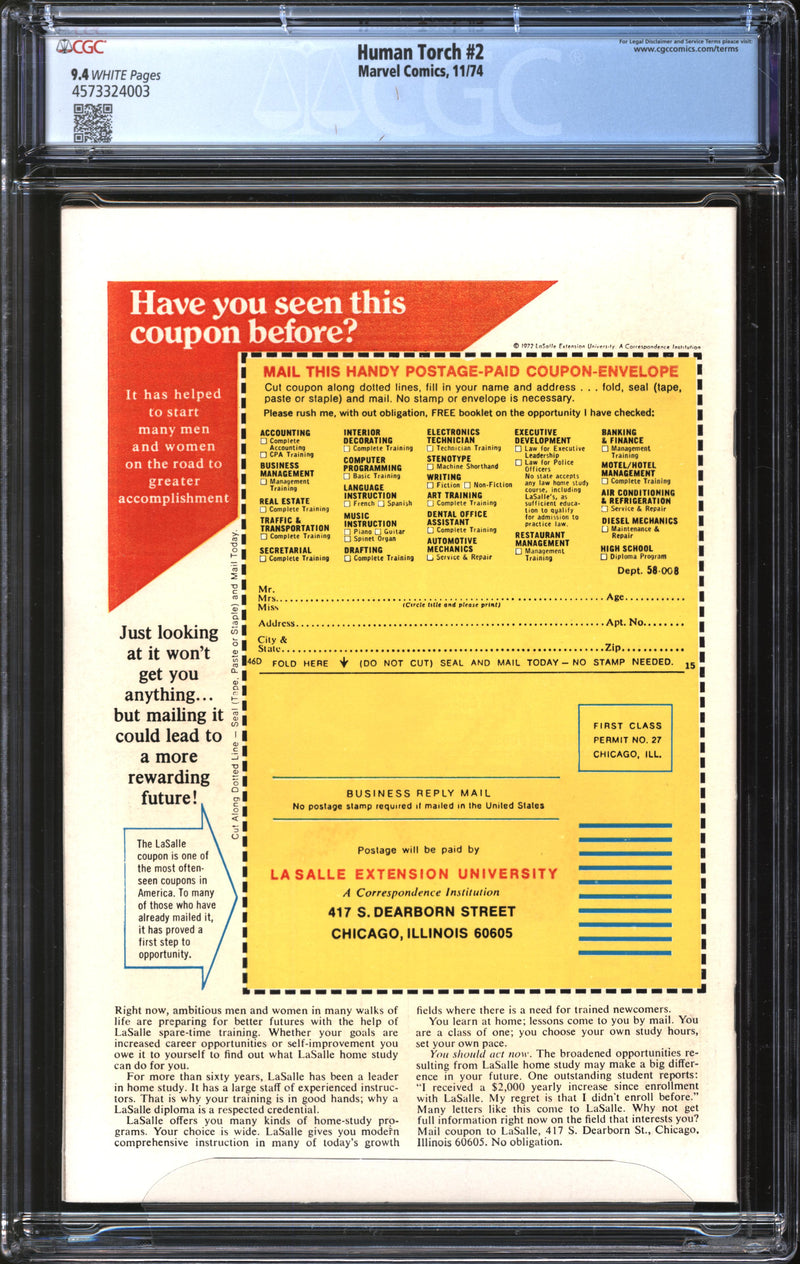 CGC
Human Torch #2
Marvel Comics, 11/74
For Legal Disclaimer and Service Terms please visit:
www.cgccomics.com/terms
9.4 WHITE Pages
4573324003
CGC
Have you seen this
coupon before?
© 1972 LaSalle Extension University. A Correspondence Institution
It has helped
to start
many men
and women
on the road to
greater
accomplishment
MAIL THIS HANDY POSTAGE-PAID COUPON-ENVELOPE
Cut coupon along dotted lines, fill in your name and address . . . fold, seal (tape,
paste or staple) and mail. No stamp or envelope is necessary.
Please rush me, with out obligation, FREE booklet on the opportunity I have checked:
ACCOUNTING
Complete
Accounting
CPA Training
BUSINESS
MANAGEMENT
Management
Training
REAL ESTATE
Complete Training
TRAFFIC &
TRANSPORTATION
Complete Training
SECRETARIAL
Complete Training
INTERIOR
DECORATING
Complete Training
COMPUTER
PROGRAMMING
Basic Training
LANGUAGE
INSTRUCTION
French Spanish
MUSIC
INSTRUCTION
Piano Guitar
Spinet Organ
DRAFTING
Complete Training
ELECTRONICS
TECHNICIAN
Technician Training
STENOTYPE
Machine Shorthand
WRITING
Fiction Non-Fiction
ART TRAINING
Complete Training
DENTAL OFFICE
ASSISTANT
Complete Training
AUTOMOTIVE
MECHANICS
Service & Repair
EXECUTIVE
DEVELOPMENT
Law for Executive
Leadership
Law for Police
Officers
No state accepts
any law home study
course, including
LaSalle's, as
sufficient educa-
tion to qualify
for admission to
practice law.
RESTAURANT
MANAGEMENT
Management
Training
BANKING
& FINANCE
Management
Training
MOTEL/HOTEL
MANAGEMENT
Complete Training
AIR CONDITIONING
& REFRIGERATION
Service & Repair
DIESEL MECHANICS
Maintenance &
Repair
HIGH SCHOOL
Diploma Program
Dept. 58-008
Mr.
Mrs. Age
Miss (Circle title and please print)
Address Apt. No.
City &
State Zip
46D FOLD HERE (DO NOT CUT) SEAL AND MAIL TODAY – NO STAMP NEEDED. 15
Cut Along Dotted Line – Seal (Tape, Paste or Staple) and Mail Today
Just looking
at it won't
get you
anything...
but mailing it
could lead to
a more
rewarding
future!
FIRST CLASS
PERMIT NO. 27
CHICAGO, ILL.
BUSINESS REPLY MAIL
No postage stamp required if mailed in the United States
Postage will be paid by
LA SALLE EXTENSION UNIVERSITY
A Correspondence Institution
417 S. DEARBORN STREET
CHICAGO, ILLINOIS 60605
The LaSalle
coupon is one of
the most often-
seen coupons in
America. To many
of those who have
already mailed it,
it has proved a
first step to
opportunity.
Right now, ambitious men and women in many walks of
life are preparing for better futures with the help of
LaSalle spare-time training. Whether your goals are
increased career opportunities or self-improvement you
owe it to yourself to find out what LaSalle home study
can do for you.
For more than sixty years, LaSalle has been a leader
in home study. It has a large staff of experienced instruc-
tors. That is why your training is in good hands; why a
LaSalle diploma is a respected credential.
LaSalle offers you many kinds of home-study pro-
grams. Your choice is wide. LaSalle gives you modern
comprehensive instruction in many of today's growth
fields where there is a need for trained newcomers.
You learn at home; lessons come to you by mail. You
are a class of one; you choose your own study hours,
set your own pace.
You should act now. The broadened opportunities re-
sulting from LaSalle home study may make a big differ-
ence in your future. One outstanding student reports:
"I received a $2,000 yearly increase since enrollment
with LaSalle. My regret is that I didn't enroll before."
Many letters like this come to LaSalle. Why not get
full information right now on the field that interests you?
Mail coupon to LaSalle, 417 S. Dearborn St., Chicago,
Illinois 60605. No obligation.